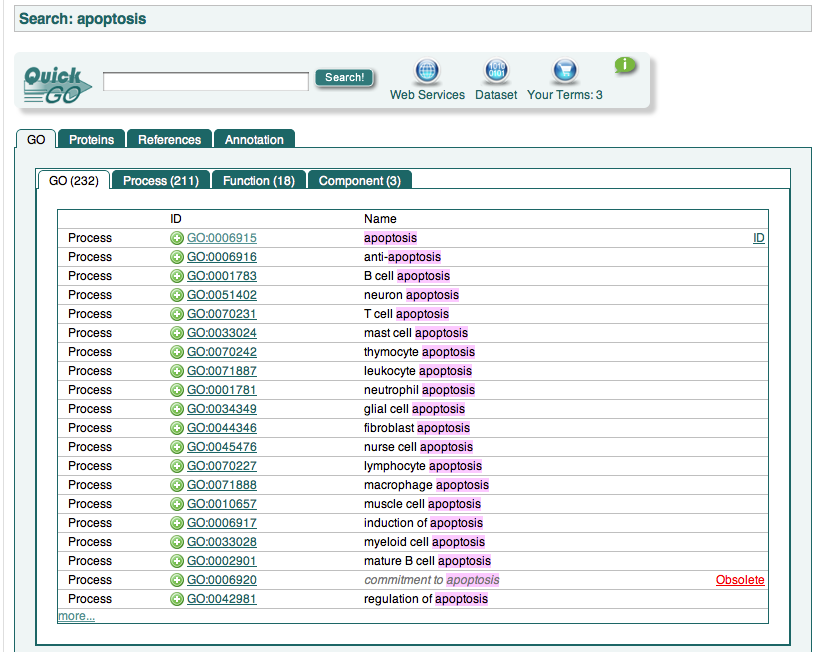 Search: apoptosis
Quick GO
Search!
Web Services Dataset Your Terms: 3
GO Proteins References Annotation
GO (232) Process (211) Function (18) Component (3)
ID Name
Process GO:0006915 apoptosis ID
Process GO:0006916 anti-apoptosis
Process GO:0001783 B cell apoptosis
Process GO:0051402 neuron apoptosis
Process GO:0070231 T cell apoptosis
Process GO:0033024 mast cell apoptosis
Process GO:0070242 thymocyte apoptosis
Process GO:0071887 leukocyte apoptosis
Process GO:0001781 neutrophil apoptosis
Process GO:0034349 glial cell apoptosis
Process GO:0044346 fibroblast apoptosis
Process GO:0045476 nurse cell apoptosis
Process GO:0070227 lymphocyte apoptosis
Process GO:0071888 macrophage apoptosis
Process GO:0010657 muscle cell apoptosis
Process GO:0006917 induction of apoptosis
Process GO:0033028 myeloid cell apoptosis
Process GO:0002901 mature B cell apoptosis
Process GO:0006920 commitment to apoptosis Obsolete
Process GO:0042981 regulation of apoptosis
more...